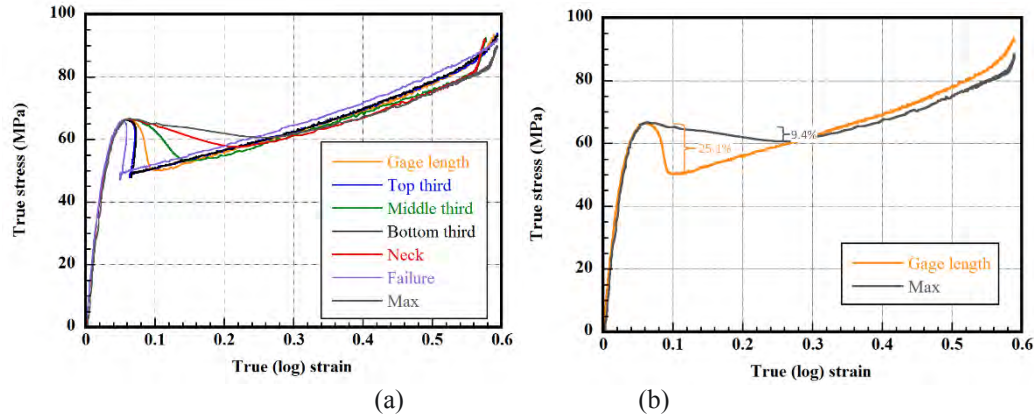 100
80
60
40
20
0
True stress (MPa)
Gage length
Top third
Middle third
Bottom third
Neck
Failure
Max
0
0.1
0.2
0.3
0.4
0.5
0.6
True (log) strain
(a)
100
80
60
40
20
0
True stress (MPa)
25.1%
9.4%
Gage length
Max
0
0.1
0.2
0.3
0.4
0.5
0.6
True (log) strain
(b)